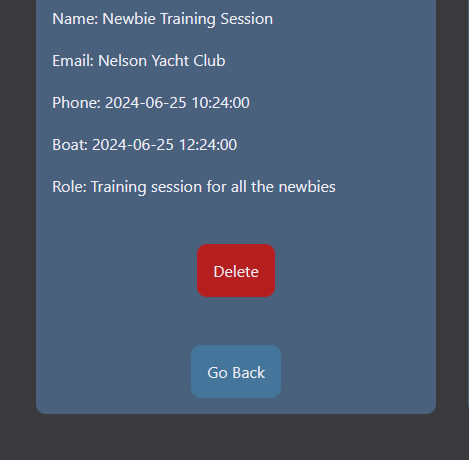 Name: Newbie Training Session
Email: Nelson Yacht Club
Phone: 2024-06-25 10:24:00
Boat: 2024-06-25 12:24:00
Role: Training session for all the newbies
Delete
Go Back